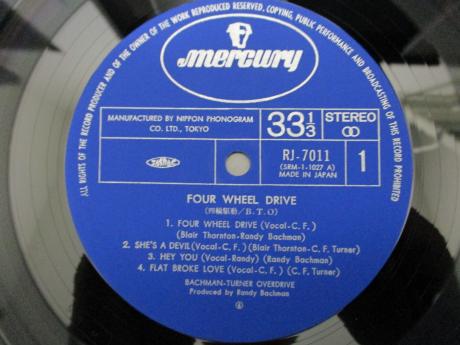 ALL RIGHTS OF THE RECORD PRODUCER AND OF THE OWNER OF THE WORK REPRODUCED RESERVED. COPYING, PUBLIC PERFORMANCE AND BROADCASTING OF THIS RECORD PROHIBITED
mercury
MANUFACTURED BY NIPPON PHONOGRAM
CO. LTD., TOKYO
33 1/3
STEREO
RJ-7011
(SRM-1-1027 A)
MADE IN JAPAN
1
FOUR WHEEL DRIVE
(四輪駆動/B.T.O)
1. FOUR WHEEL DRIVE (Vocal-C.F.)
(Blair Thornton-Randy Bachman)
2. SHE'S A DEVIL (Vocal-C.F.) (Blair Thornton-C.F. Turner)
3. HEY YOU (Vocal-Randy) (Randy Bachman)
4. FLAT BROKE LOVE (Vocal-C.F.) (C.F. Turner)
BACHMAN-TURNER OVERDRIVE
Produced by Randy Bachman